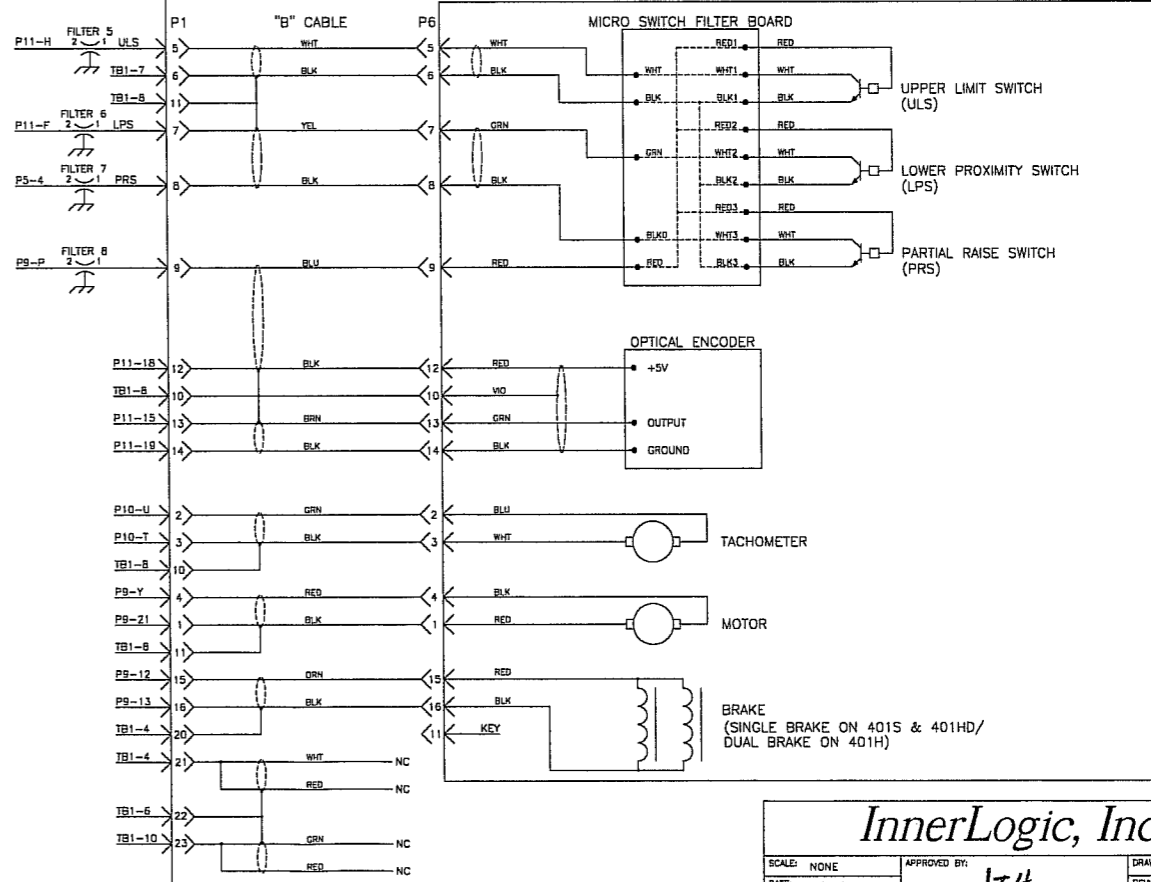 P1 "B" CABLE P6 MICRO SWITCH FILTER BOARD
P11-H FILTER 5 2 1 ULS 5 WHT 5 WHT RED1 RED
TB1-7 6 BLK 6 BLK WHT WHT1 WHT UPPER LIMIT SWITCH
TB1-8 11 BLK BLK1 BLK (ULS)
P11-F FILTER 6 2 1 LPS 7 YEL 7 GRN RED2 RED
GRN WHT2 WHT LOWER PROXIMITY SWITCH
P5-4 FILTER 7 2 1 PRS 8 BLK 8 BLK BLK2 BLK (LPS)
RED3 RED
BLKD WHT3 WHT PARTIAL RAISE SWITCH
P9-P FILTER 8 2 1 9 BLU 9 RED RED BLK3 BLK (PRS)
OPTICAL ENCODER
P11-18 12 BLK 12 RED +5V
TB1-8 10 10 VIO
P11-15 13 BRN 13 GRN OUTPUT
P11-19 14 BLK 14 BLK GROUND
P10-U 2 GRN 2 BLU
P10-T 3 BLK 3 WHT TACHOMETER
TB1-8 10
P9-Y 4 RED 4 BLK
P9-21 1 BLK 1 RED MOTOR
TB1-8 11
P9-12 15 ORN 15 RED
P9-13 16 BLK 16 BLK BRAKE
TB1-4 20 11 KEY (SINGLE BRAKE ON 401S & 401HD/
DUAL BRAKE ON 401H)
TB1-4 21 WHT NC
RED NC
TB1-6 22
TB1-10 23 GRN NC
RED NC
InnerLogic, Inc
SCALE: NONE APPROVED BY: DRAW